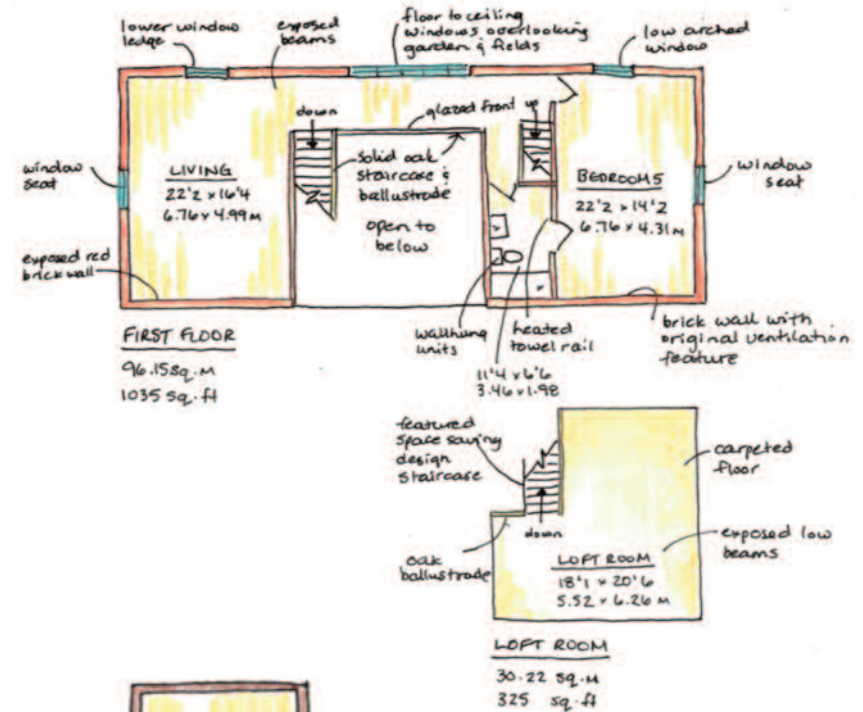 lower window
ledge
exposed
beams
floor to ceiling
windows overlooking
garden & fields
low arched
window
down
glazed front
up
window
seat
LIVING
22'2 x 16'4
6.76 x 4.99 M
solid oak
staircase &
ballustrade
open to
below
BEDROOM 5
22'2 x 14'2
6.76 x 4.31 M
window
seat
exposed red
brick wall
FIRST FLOOR
96.15 sq.M
1035 sq.ft
wallhung
units
heated
towel rail
11'4 x 6'6
3.46 x 1.98
brick wall with
original ventilation
feature
featured
space saving
design
staircase
carpeted
floor
down
oak
ballustrade
exposed low
beams
LOFT ROOM
18'1 x 20'6
5.52 x 6.26 M
LOFT ROOM
30.22 sq.M
325 sq.ft